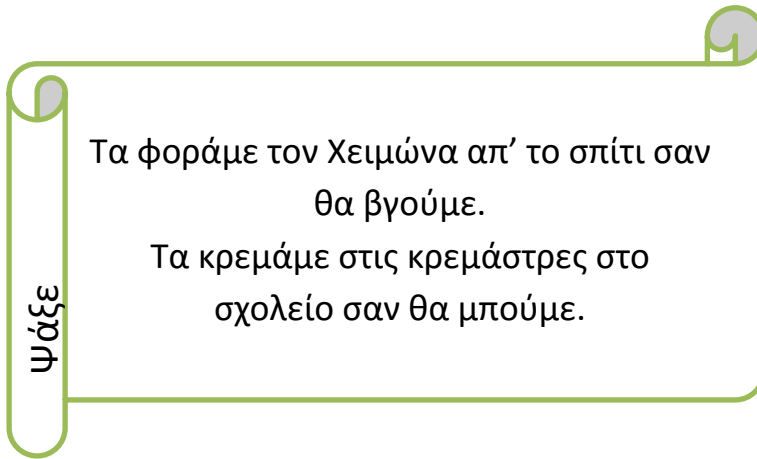 Τα φοράμε τον Χειμώνα απ’ το σπίτι σαν
θα βγούμε.
Τα κρεμάμε στις κρεμάστρες στο
σχολείο σαν θα μπούμε.
Ψάξε